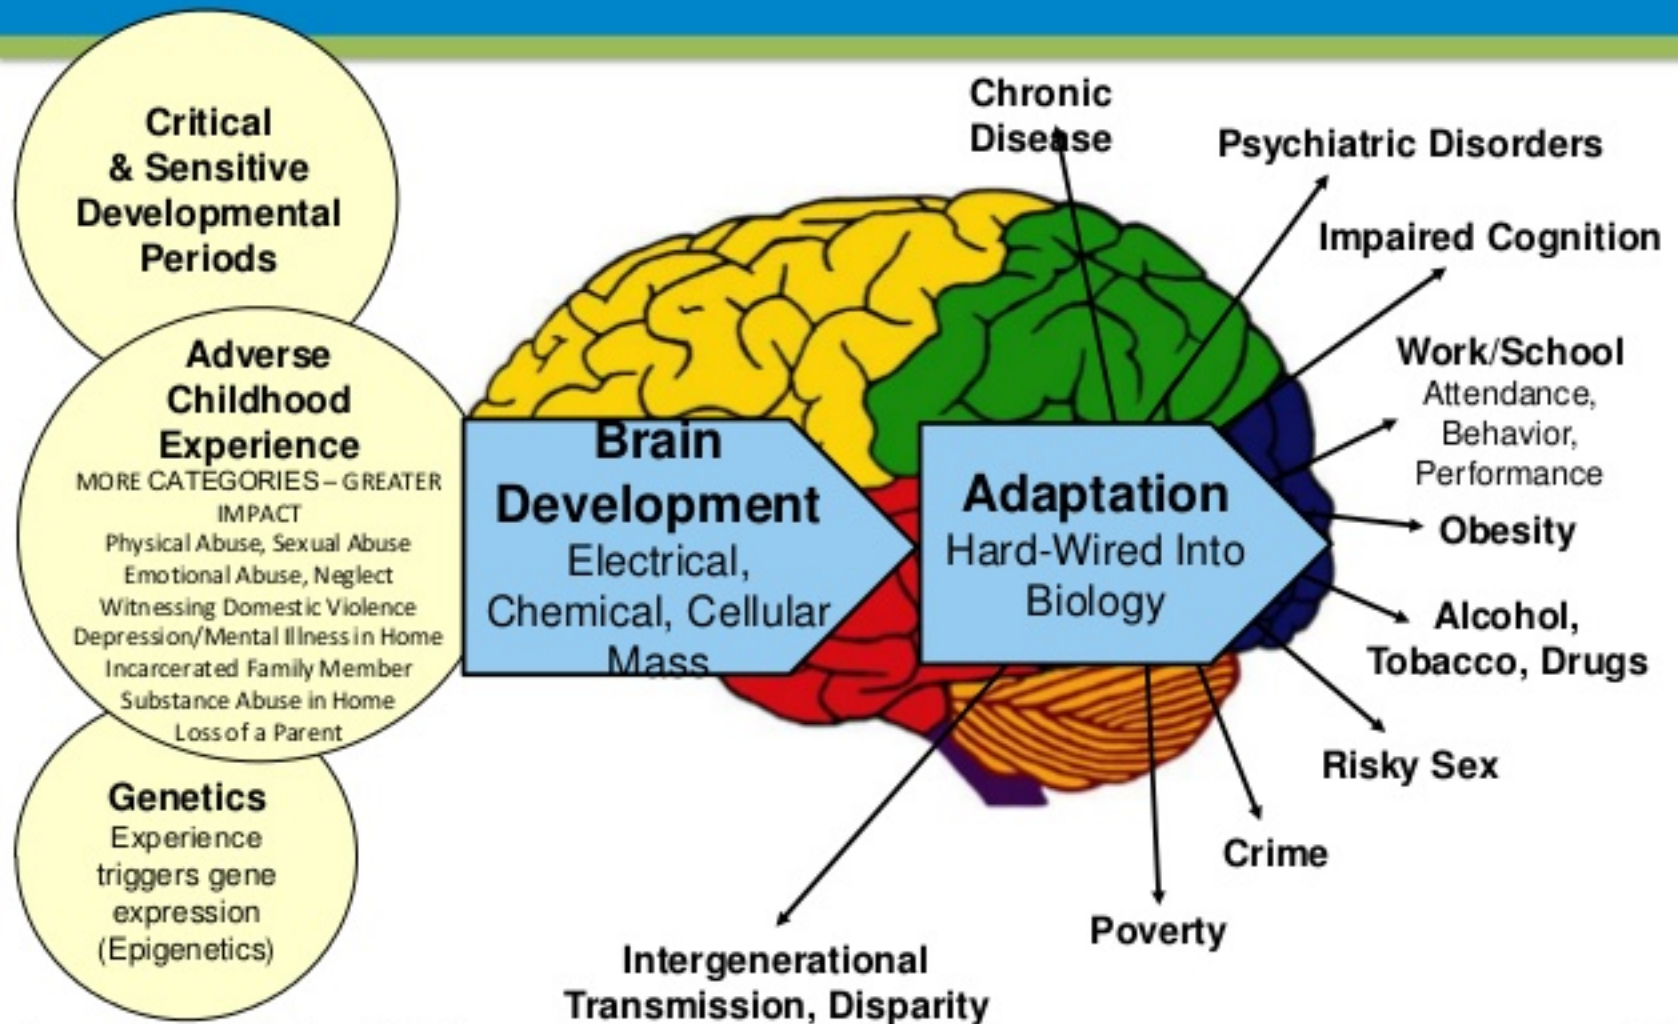 Critical
& Sensitive
Developmental
Periods
Adverse
Childhood
Experience
MORE CATEGORIES – GREATER
IMPACT
Physical Abuse, Sexual Abuse
Emotional Abuse, Neglect
Witnessing Domestic Violence
Depression/Mental Illness in Home
Incarcerated Family Member
Substance Abuse in Home
Loss of a Parent
Genetics
Experience
triggers gene
expression
(Epigenetics)
Brain
Development
Electrical,
Chemical, Cellular
Mass
Adaptation
Hard-Wired Into
Biology
Chronic
Disease
Psychiatric Disorders
Impaired Cognition
Work/School
Attendance,
Behavior,
Performance
Obesity
Alcohol,
Tobacco, Drugs
Risky Sex
Crime
Poverty
Intergenerational
Transmission, Disparity